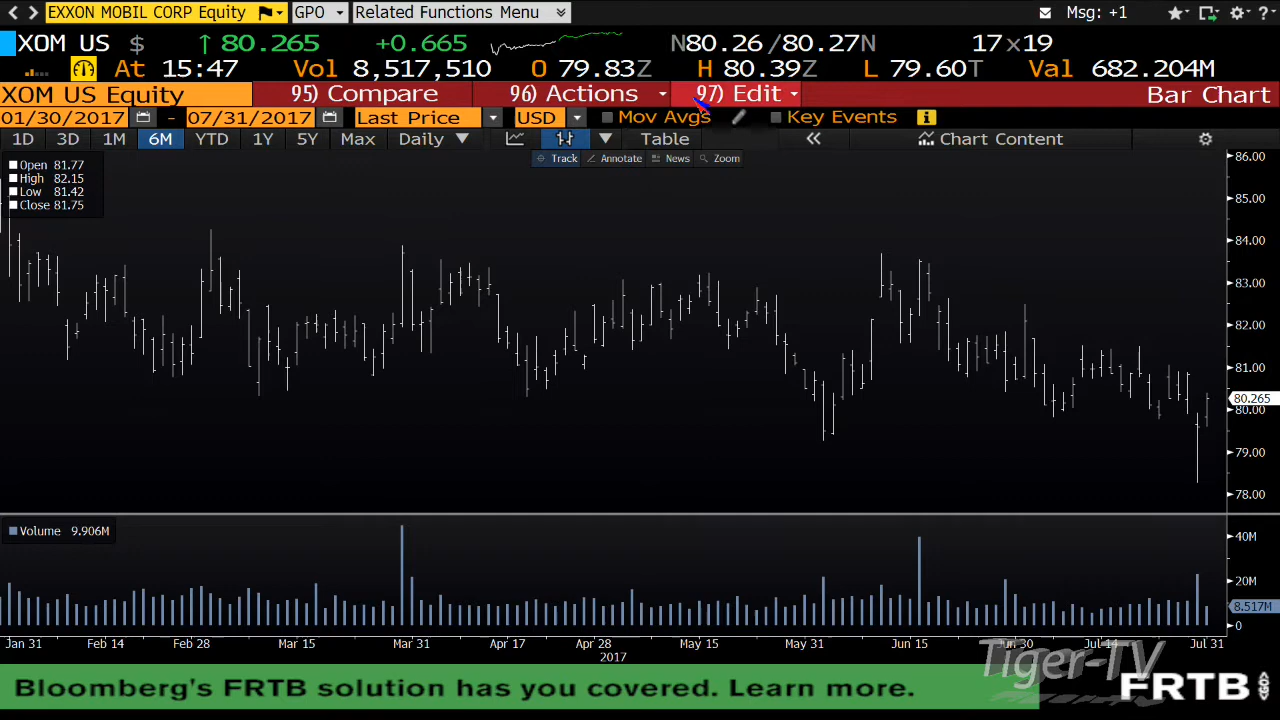 EXXON MOBIL CORP Equity GPO Related Functions Menu Msg: +1 ?
XOM US $ ↑ 80.265 +0.665 N80.26 /80.27N 17 x 19
At 15:47 Vol 8,517,510 O 79.83Z H 80.39Z L 79.60T Val 682.204M
XOM US Equity 95) Compare 96) Actions 97) Edit Bar Chart
01/30/2017 - 07/31/2017 Last Price USD Mov Avgs Key Events i
1D 3D 1M 6M YTD 1Y 5Y Max Daily ▼ Table « Chart Content
Track Annotate News Zoom
Open 81.77
High 82.15
Low 81.42
Close 81.75
86.00
85.00
84.00
83.00
82.00
81.00
80.265
80.00
79.00
78.00
Volume 9.906M
40M
20M
8.517M
0
Jan 31 Feb 14 Feb 28 Mar 15 Mar 31 Apr 17 Apr 28 May 15 May 31 Jun 15 Jun 30 Jul 14 Jul 31
2017
Tiger-TV
Bloomberg's FRTB solution has you covered. Learn more. FRTB <GO>